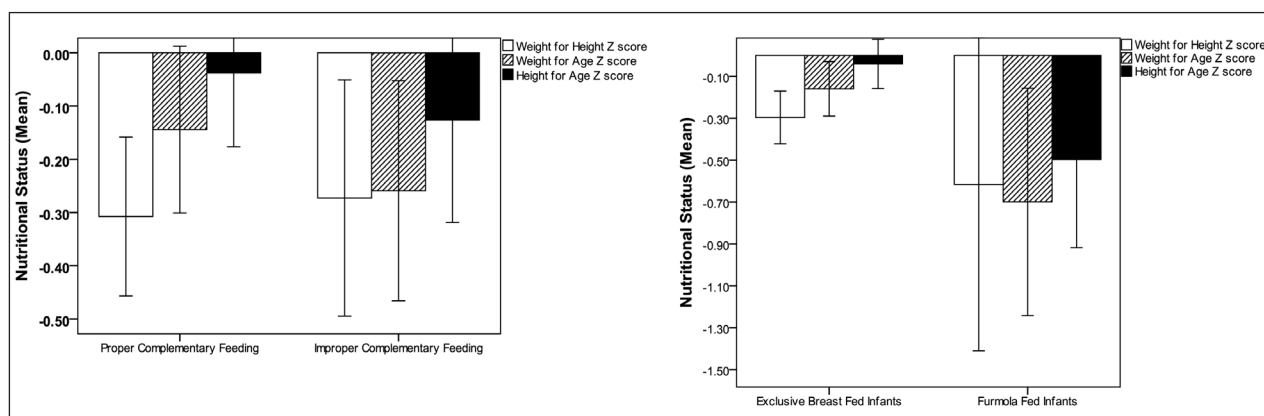 Nutritional Status (Mean)
0.00
-0.10
-0.20
-0.30
-0.40
-0.50
Proper Complementary Feeding
Improper Complementary Feeding
Weight for Height Z score
Weight for Age Z score
Height for Age Z score
Nutritional Status (Mean)
-0.10
-0.30
-0.50
-0.70
-0.90
-1.10
-1.30
-1.50
Exclusive Breast Fed Infants
Furmola Fed Infants
Weight for Height Z score
Weight for Age Z score
Height for Age Z score